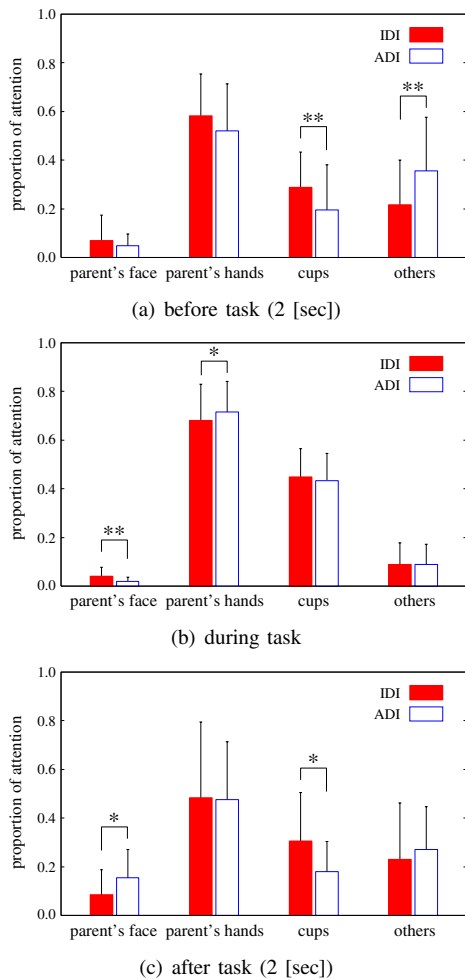 1.0
IDI
ADI
0.8
**
**
0.6
proportion of attention
0.4
0.2
0.0
parent's face parent's hands cups others
(a) before task (2 [sec])
1.0
IDI
*
ADI
0.8
0.6
proportion of attention
0.4
**
0.2
0.0
parent's face parent's hands cups others
(b) during task
1.0
IDI
ADI
0.8
*
0.6
proportion of attention
*
0.4
0.2
0.0
parent's face parent's hands cups others
(c) after task (2 [sec])